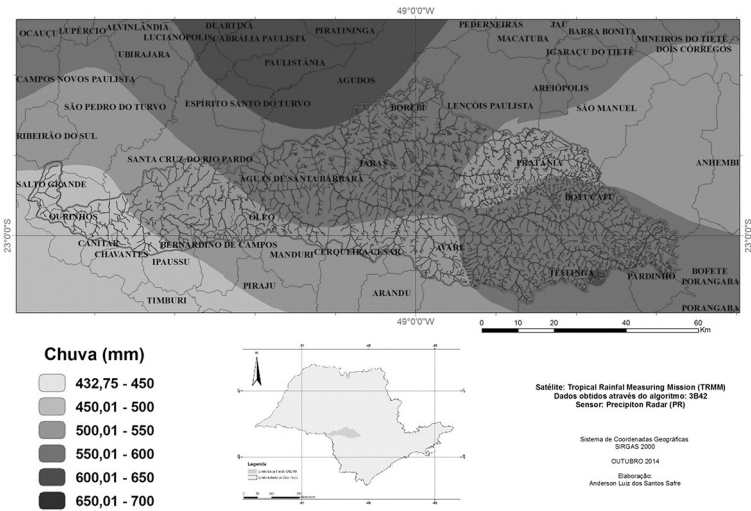 49°0'0"W
OCAUÇU
LUPÉRCIO
ALVINLÂNDIA
LUCIANÓPOLIS
DUARTINA
CABRÁLIA PAULISTA
PIRATININGA
PEDERNEIRAS
JAÚ
MACATUBA
BARRA BONITA
IGARAÇU DO TIETÊ
MINEIROS DO TIETÊ
DOIS CÓRREGOS
UBIRAJARA
PAULISTÂNIA
CAMPOS NOVOS PAULISTA
AGUDOS
AREIÓPOLIS
SÃO PEDRO DO TURVO
ESPÍRITO SANTO DO TURVO
BOREBI
LENÇÓIS PAULISTA
SÃO MANUEL
RIBEIRÃO DO SUL
SANTA CRUZ DO RIO PARDO
IARAS
PRATÂNIA
ANHEMBI
SALTO GRANDE
ÁGUAS DE SANTA BÁRBARA
BOTUCATU
OURINHOS
ÓLEO
23°0'0"S
23°0'0"S
CANITAR
BERNARDINO DE CAMPOS
CHAVANTES
IPAUSSU
MANDURI
CERQUEIRA CÉSAR
AVARÉ
ITATINGA
PARDINHO
BOFETE
PORANGABA
PIRAJU
ARANDU
TIMBURI
PORANGABA
49°0'0"W
0 10 20 40 60
Km
Chuva (mm)
432,75 - 450
450,01 - 500
500,01 - 550
550,01 - 600
600,01 - 650
650,01 - 700
Legenda
Satélite: Tropical Rainfal Measuring Mission (TRMM)
Dados obtidos através do algoritmo: 3B42
Sensor: Precipiton Radar (PR)
Sistema de Coordenadas Geográficas
SIRGAS 2000
OUTUBRO 2014
Elaboração:
Anderson Luiz dos Santos Safre